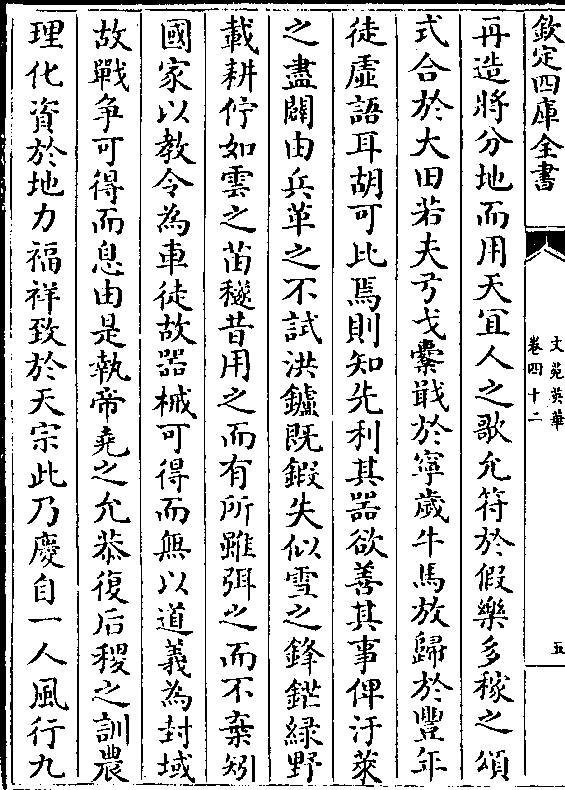 欽定四庫全書
文苑英華
卷四十二
五
再造將分地而用天宜人之歌允符於假樂多稼之頌
式合於大田若夫弓戈櫜戢於寧歲牛馬放歸於豐年
徒虛語耳胡可比焉則知先利其器欲善其事俾汙萊
之盡闢由兵革之不試洪鑪既鍜失似雪之鋒鋩綠野
載耕佇如雲之苗穟昔用之而有所雖弭之而不棄矧
國家以教令為車徒故器械可得而無以道義為封域
故戰爭可得而息由是執帝堯之允恭復后稷之訓農
理化資於地力福祥致於天宗此乃慶自一人風行九